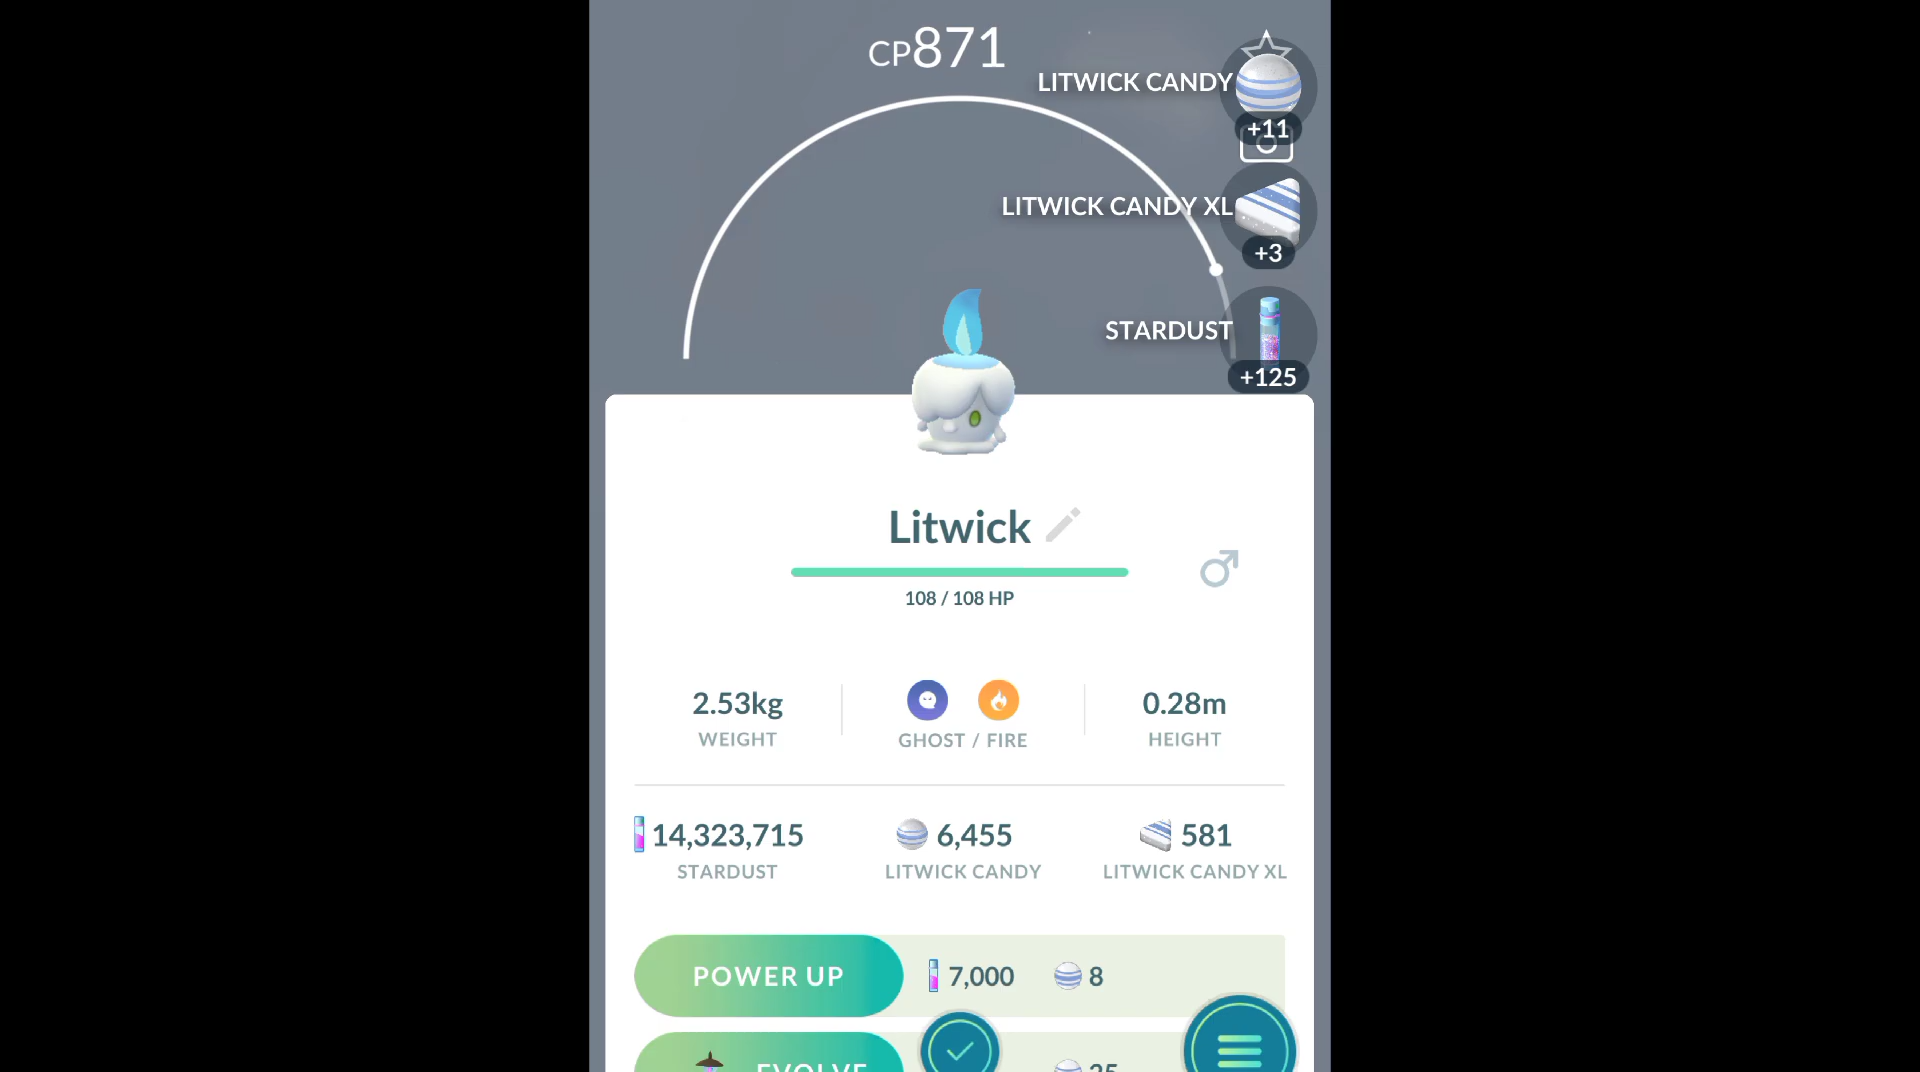 CP871
LITWICK CANDY
+11
LITWICK CANDY XL
+3
STARDUST
+125
Litwick
108 / 108 HP
2.53kg
WEIGHT
GHOST / FIRE
0.28m
HEIGHT
14,323,715
STARDUST
6,455
LITWICK CANDY
581
LITWICK CANDY XL
POWER UP 7,000 8
EVOLVE 25